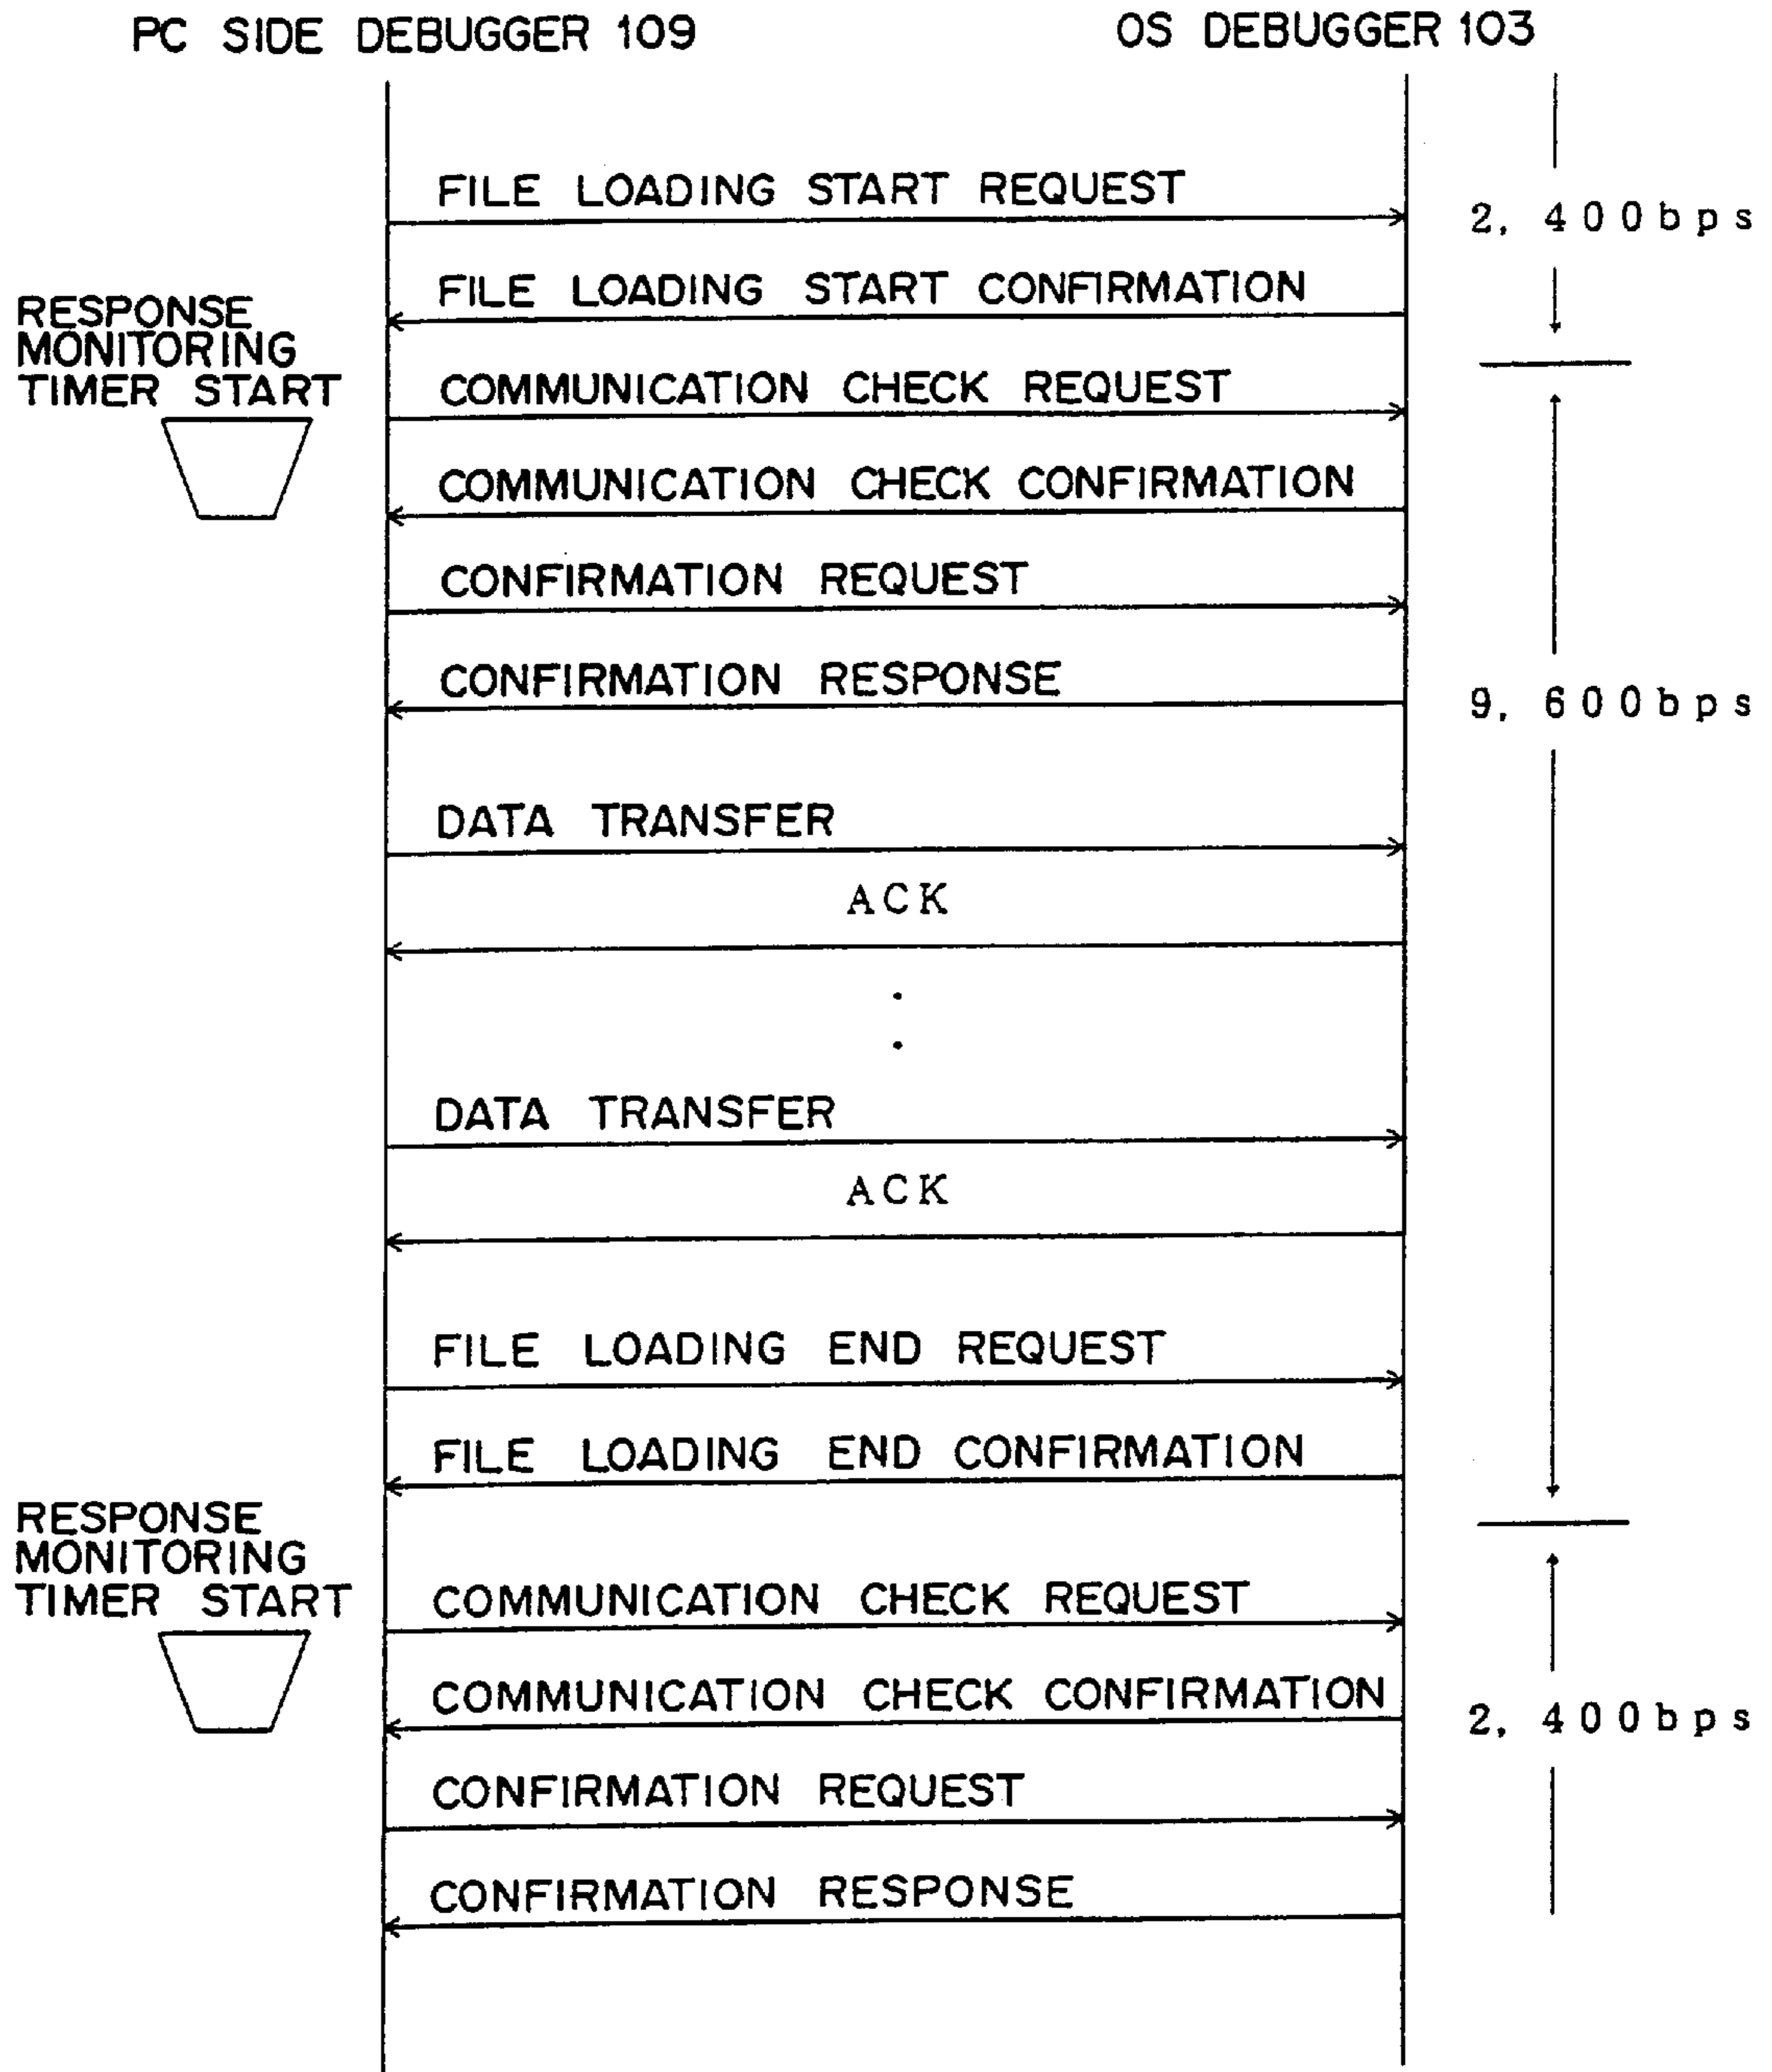 PC SIDE DEBUGGER 109
OS DEBUGGER 103
FILE LOADING START REQUEST
2, 400bps
FILE LOADING START CONFIRMATION
RESPONSE
MONITORING
TIMER START
COMMUNICATION CHECK REQUEST
COMMUNICATION CHECK CONFIRMATION
CONFIRMATION REQUEST
CONFIRMATION RESPONSE
9, 600bps
DATA TRANSFER
ACK
DATA TRANSFER
ACK
FILE LOADING END REQUEST
FILE LOADING END CONFIRMATION
RESPONSE
MONITORING
TIMER START
COMMUNICATION CHECK REQUEST
COMMUNICATION CHECK CONFIRMATION
2, 400bps
CONFIRMATION REQUEST
CONFIRMATION RESPONSE